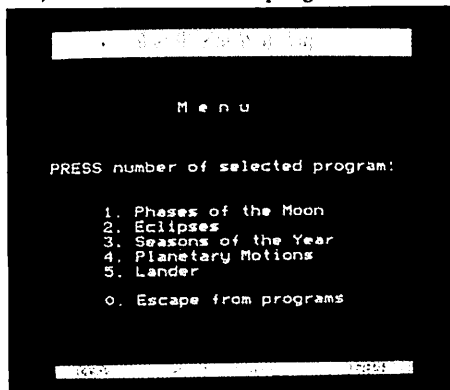 M e n u
PRESS number of selected program:
1. Phases of the Moon
2. Eclipses
3. Seasons of the Year
4. Planetary Motions
5. Lander
0. Escape from programs